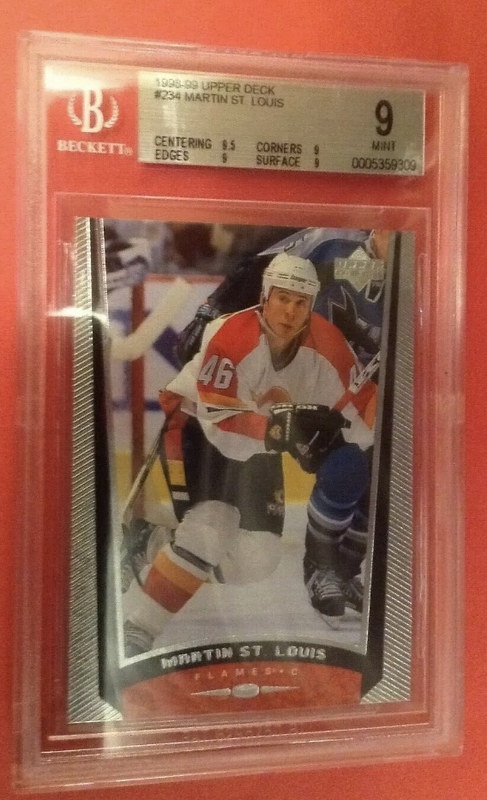 B
BECKETT®
1998-99 UPPER DECK
#234 MARTIN ST. LOUIS
CENTERING 9.5 CORNERS 9
EDGES 9 SURFACE 9
9
MINT
0005359309
46
MARTIN ST. LOUIS
FLAMES • C